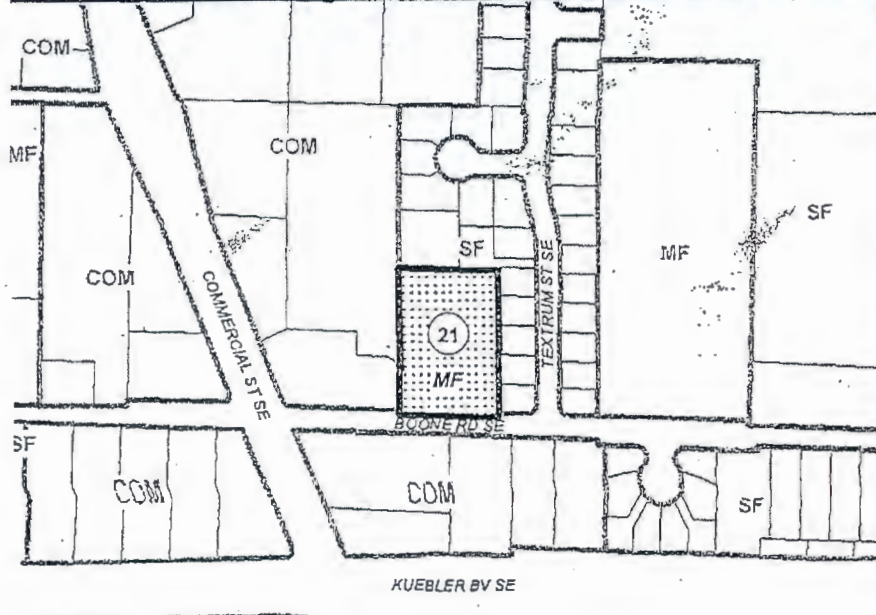 COM
MF
COM
SF
COM
SF
MF
COMMERCIAL ST SE
TEXTRUM ST SE
21
MF
BOONE RD SE
SF
COM
COM
SF
KUEBLER BV SE